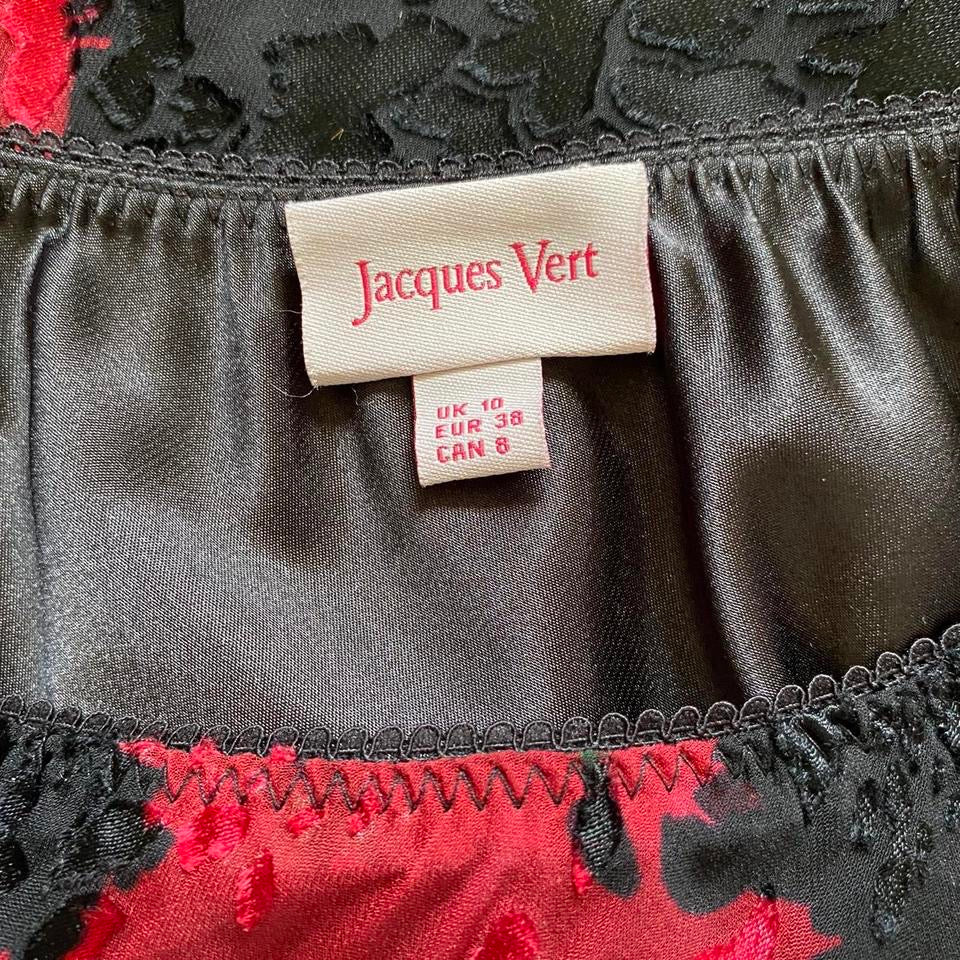 Jacques Vert
UK 10
EUR 38
CAN 8